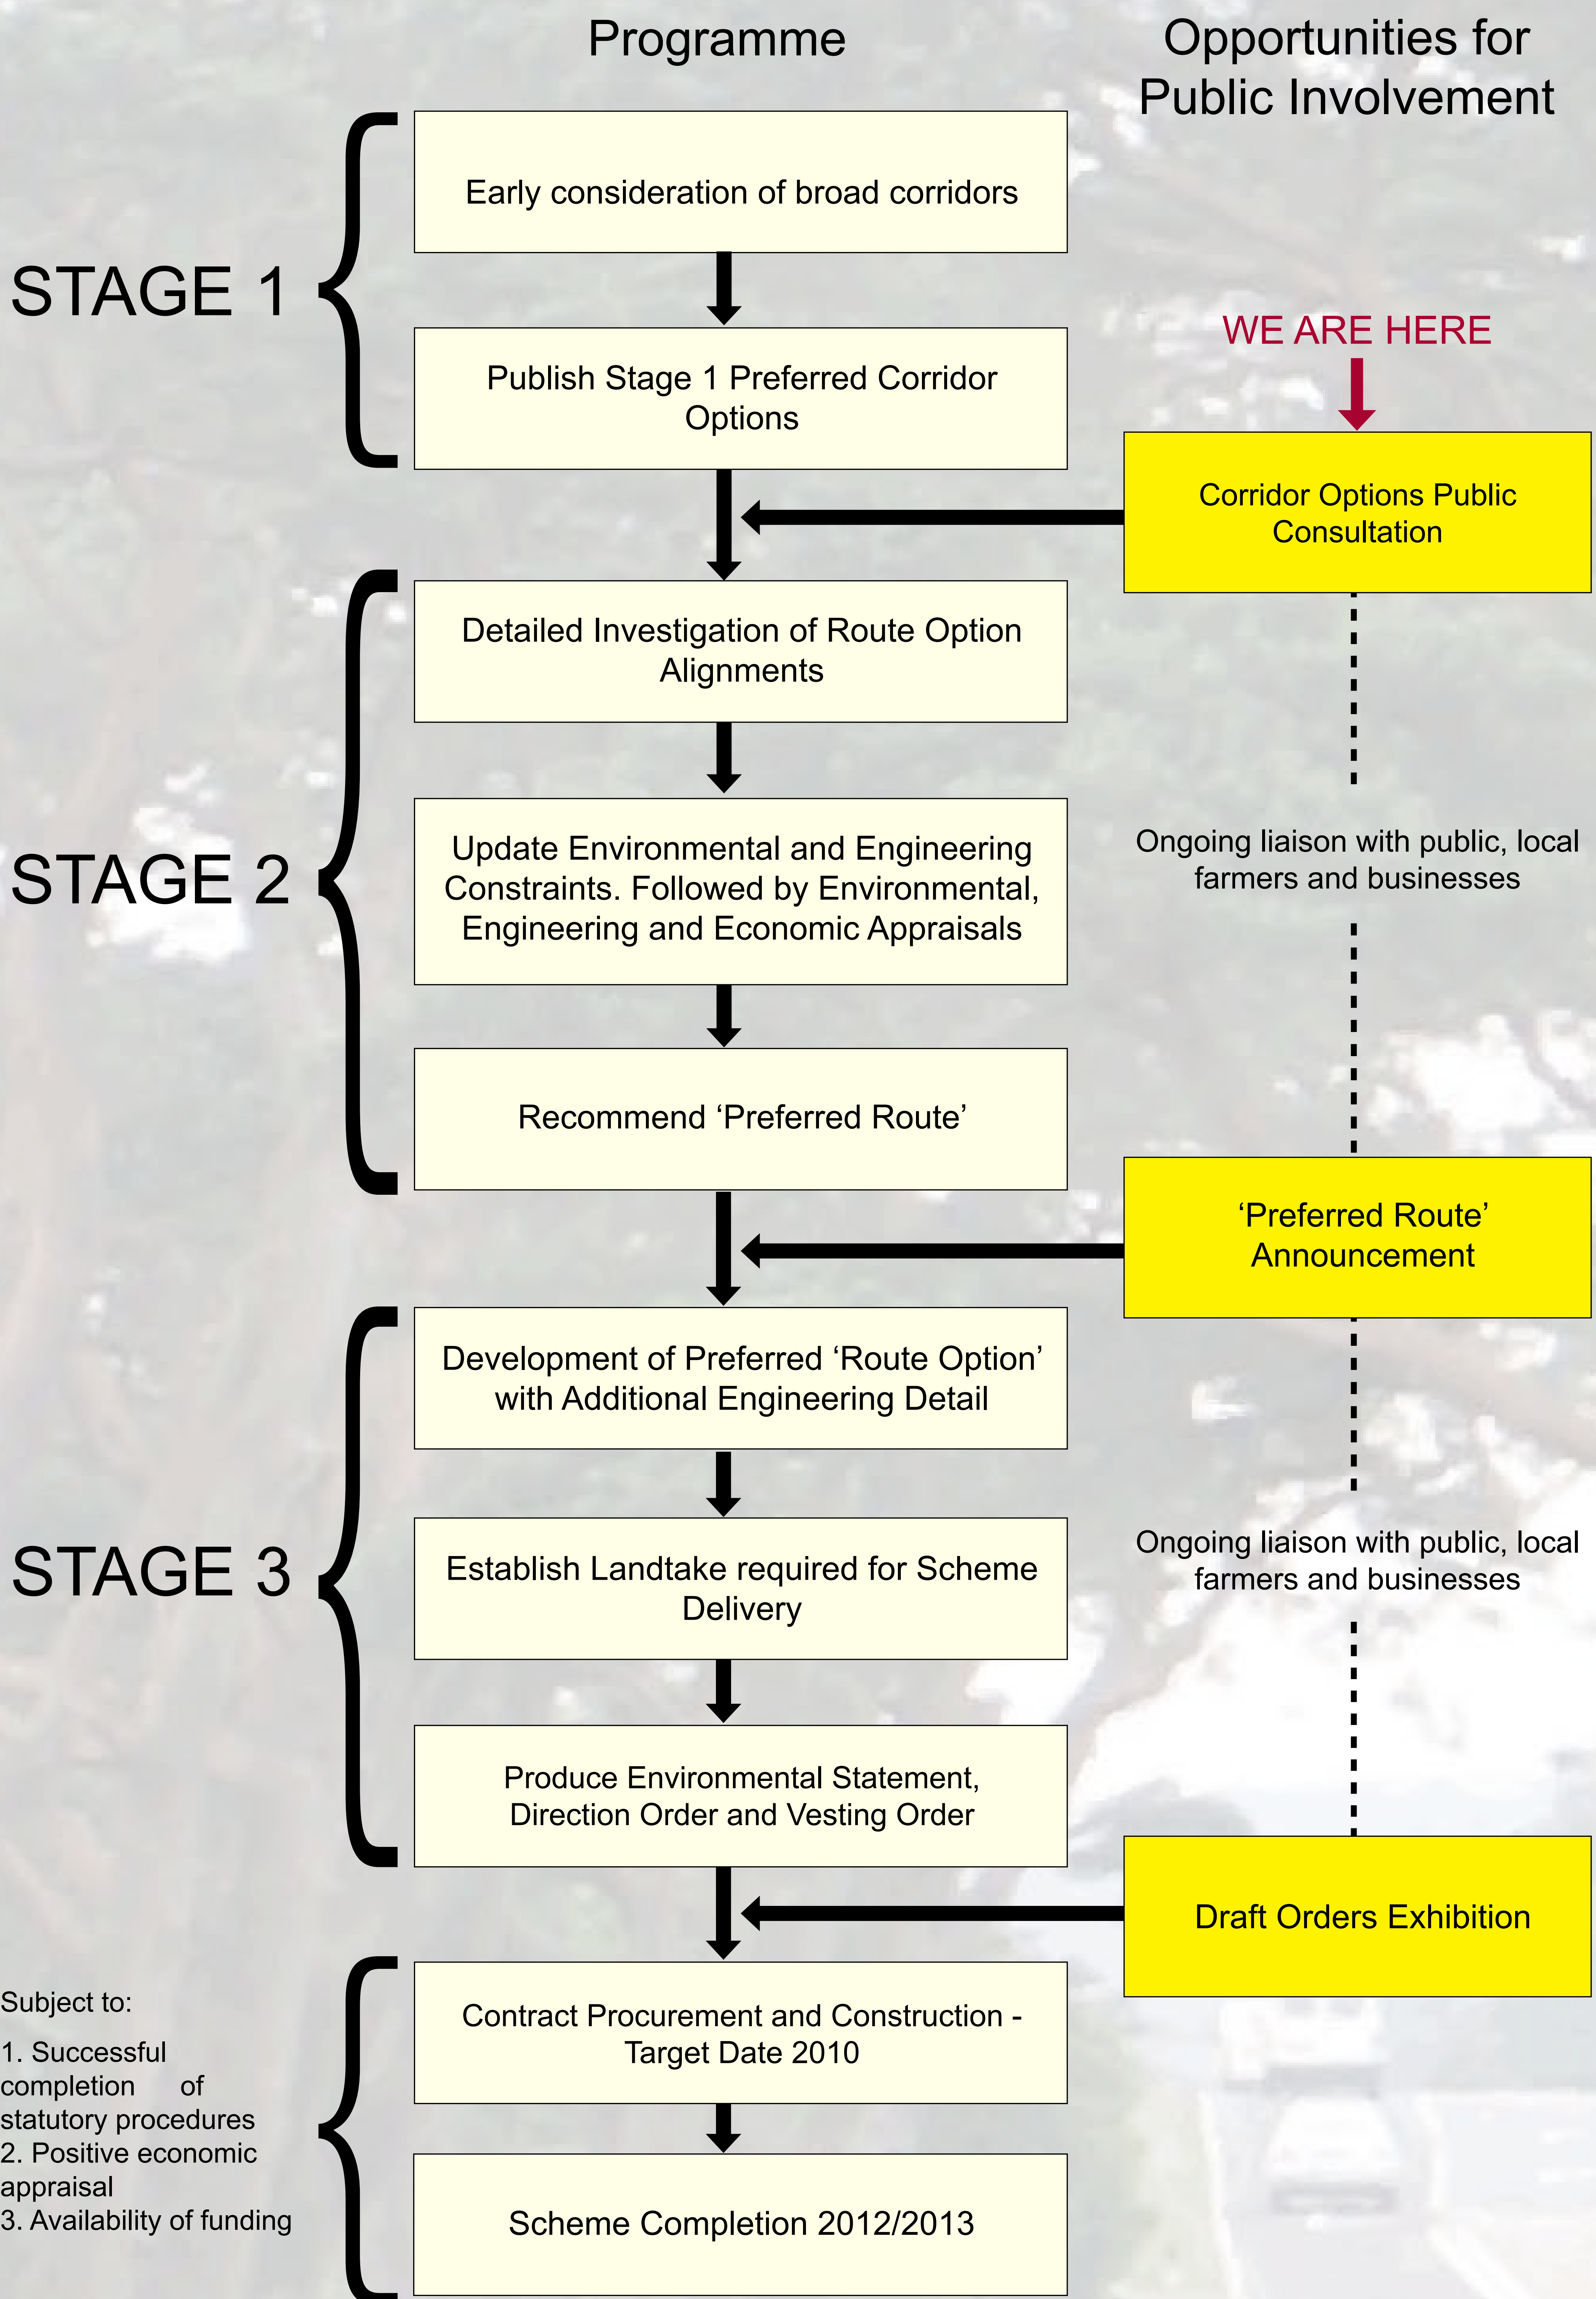 Programme
Opportunities for
Public Involvement
STAGE 1
Early consideration of broad corridors
Publish Stage 1 Preferred Corridor
Options
WE ARE HERE
Corridor Options Public
Consultation
STAGE 2
Detailed Investigation of Route Option
Alignments
Update Environmental and Engineering
Constraints. Followed by Environmental,
Engineering and Economic Appraisals
Ongoing liaison with public, local
farmers and businesses
Recommend ‘Preferred Route’
‘Preferred Route’
Announcement
STAGE 3
Development of Preferred ‘Route Option’
with Additional Engineering Detail
Establish Landtake required for Scheme
Delivery
Ongoing liaison with public, local
farmers and businesses
Produce Environmental Statement,
Direction Order and Vesting Order
Draft Orders Exhibition
Subject to:
1. Successful
completion of
statutory procedures
2. Positive economic
appraisal
3. Availability of funding
Contract Procurement and Construction -
Target Date 2010
Scheme Completion 2012/2013